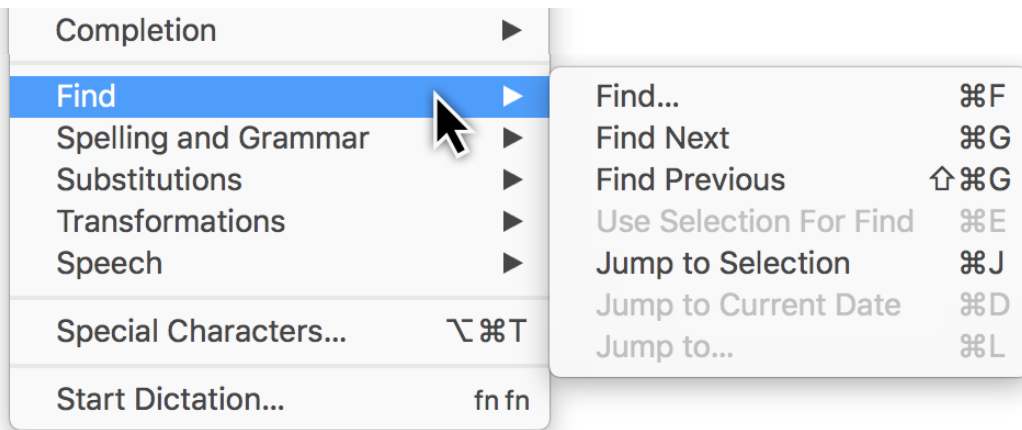 Completion ▶
Find ▶
Spelling and Grammar ▶
Substitutions ▶
Transformations ▶
Speech ▶
Special Characters... ⌥⌘T
Start Dictation... fn fn
Find... ⌘F
Find Next ⌘G
Find Previous ⇧⌘G
Use Selection For Find ⌘E
Jump to Selection ⌘J
Jump to Current Date ⌘D
Jump to... ⌘L